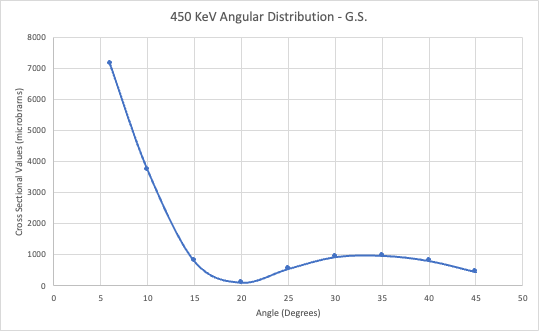 450 KeV Angular Distribution - G.S.
8000
7000
6000
5000
4000
3000
2000
1000
0
Cross Sectional Values (microbrams)
0 5 10 15 20 25 30 35 40 45 50
Angle (Degrees)